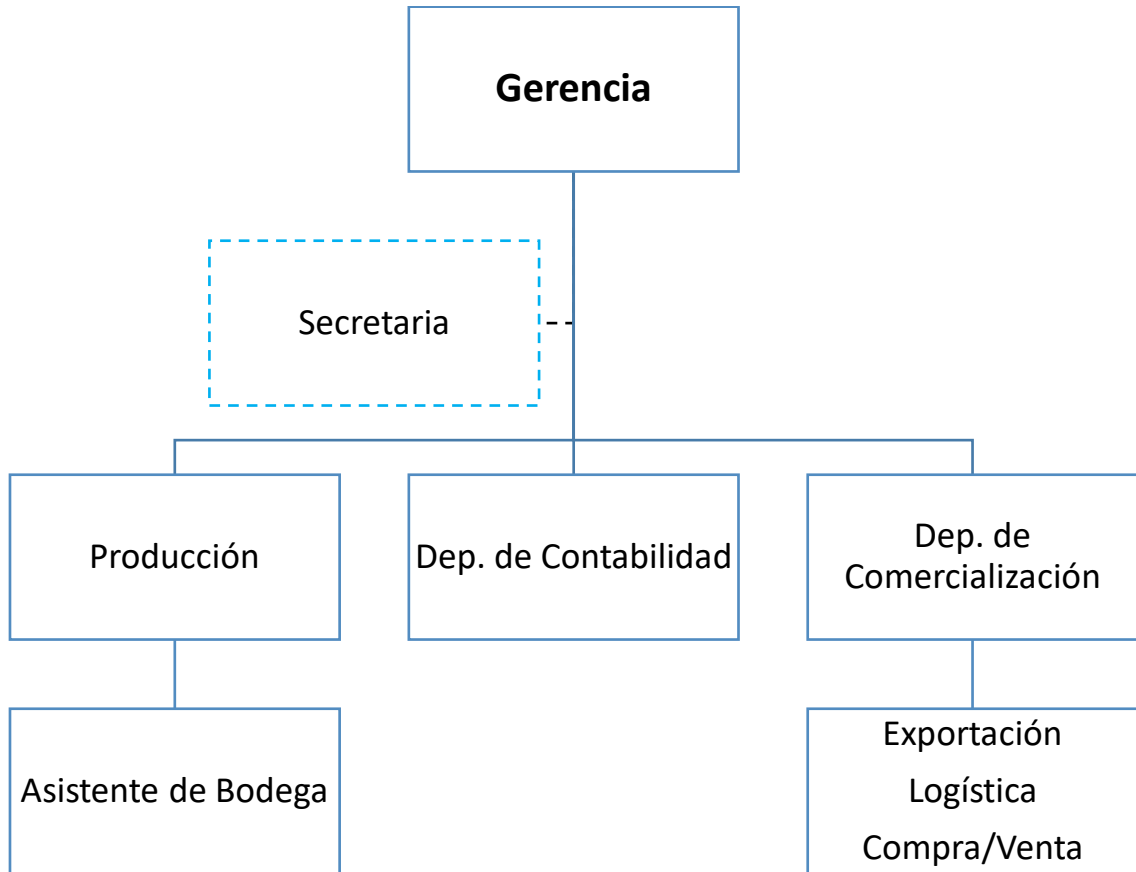 Gerencia
Secretaria
Producción
Dep. de Contabilidad
Dep. de
Comercialización
Asistente de Bodega
Exportación
Logística
Compra/Venta